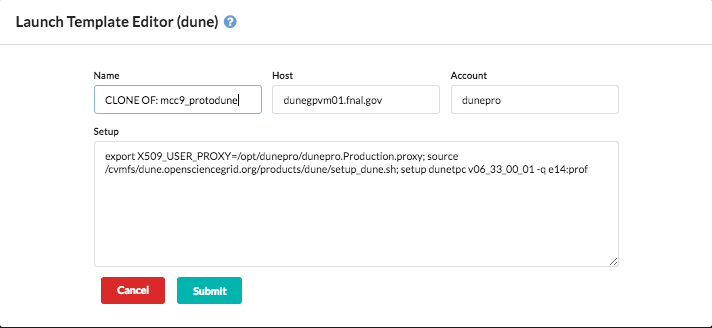 Launch Template Editor (dune) ?
Name
Host
Account
CLONE OF: mcc9_protodune
dunegpvm01.fnal.gov
dunepro
Setup
export X509_USER_PROXY=/opt/dunepro/dunepro.Production.proxy; source
/cvmfs/dune.opensciencegrid.org/products/dune/setup_dune.sh; setup dunetpc v06_33_00_01 -q e14:prof
Cancel
Submit